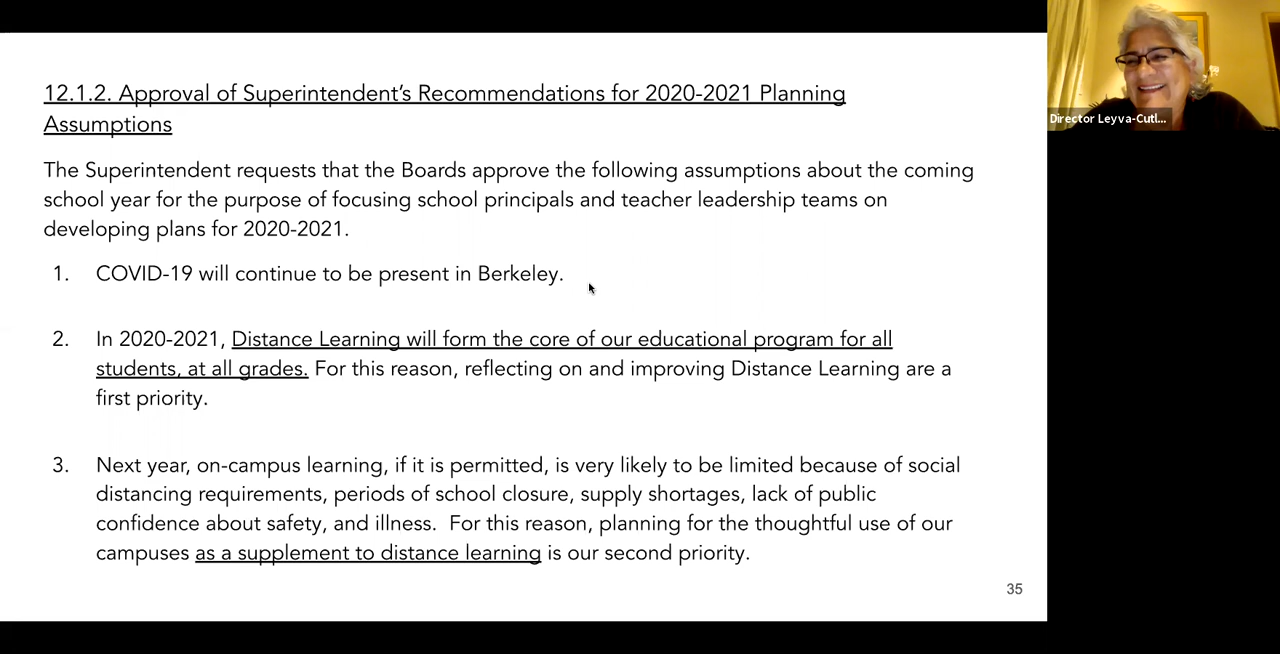 12.1.2. Approval of Superintendent's Recommendations for 2020-2021 Planning
Assumptions
The Superintendent requests that the Boards approve the following assumptions about the coming
school year for the purpose of focusing school principals and teacher leadership teams on
developing plans for 2020-2021.
1. COVID-19 will continue to be present in Berkeley.
2. In 2020-2021, Distance Learning will form the core of our educational program for all
students, at all grades. For this reason, reflecting on and improving Distance Learning are a
first priority.
3. Next year, on-campus learning, if it is permitted, is very likely to be limited because of social
distancing requirements, periods of school closure, supply shortages, lack of public
confidence about safety, and illness.  For this reason, planning for the thoughtful use of our
campuses as a supplement to distance learning is our second priority.
35
Director Leyva-Cutl...